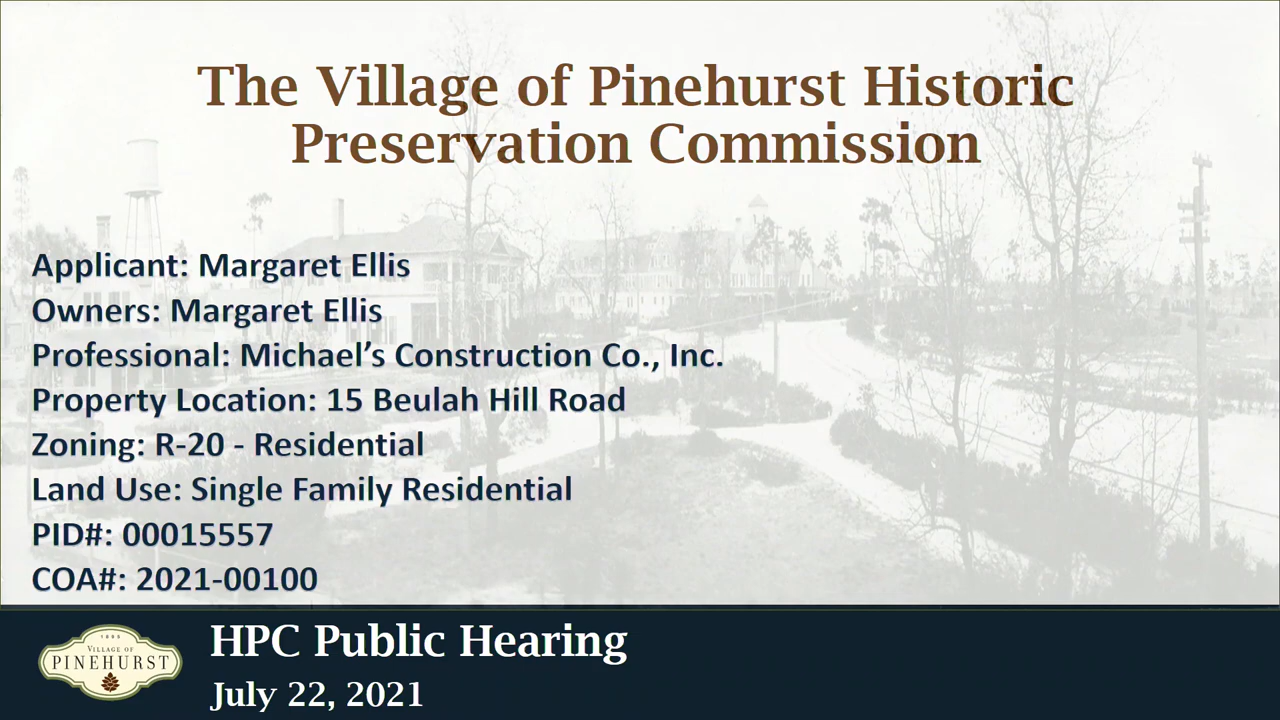 The Village of Pinehurst Historic
Preservation Commission
Applicant: Margaret Ellis
Owners: Margaret Ellis
Professional: Michael’s Construction Co., Inc.
Property Location: 15 Beulah Hill Road
Zoning: R-20 - Residential
Land Use: Single Family Residential
PID#: 00015557
COA#: 2021-00100
1895
VILLAGE OF
PINEHURST
HPC Public Hearing
July 22, 2021